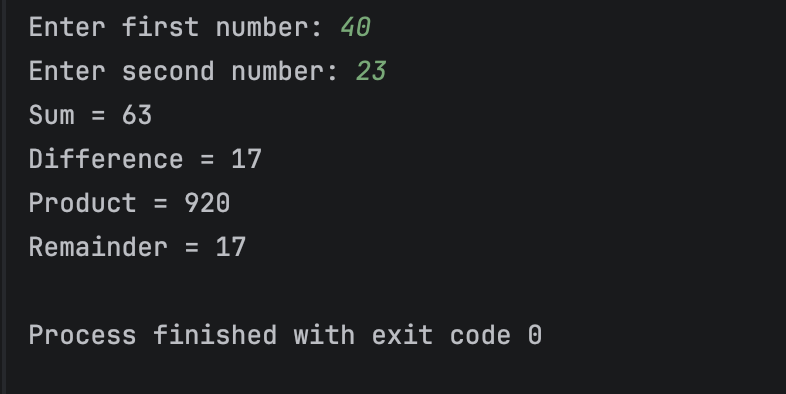 Enter first number: 40
Enter second number: 23
Sum = 63
Difference = 17
Product = 920
Remainder = 17
Process finished with exit code 0